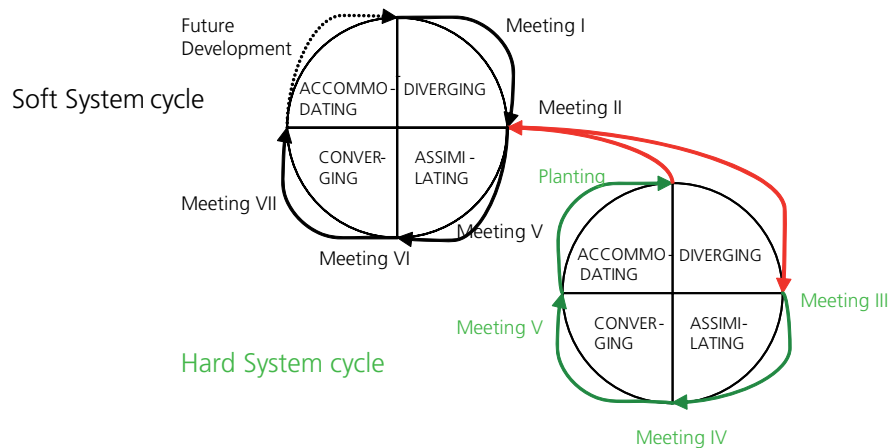 Future
Development
Meeting I
Soft System cycle
ACCOMMO-
DATING
DIVERGING
Meeting II
CONVER-
GING
ASSIMI-
LATING
Planting
Meeting VII
Meeting V
Meeting VI
ACCOMMO-
DATING
DIVERGING
Meeting III
Meeting V
CONVER-
GING
ASSIMI-
LATING
Hard System cycle
Meeting IV